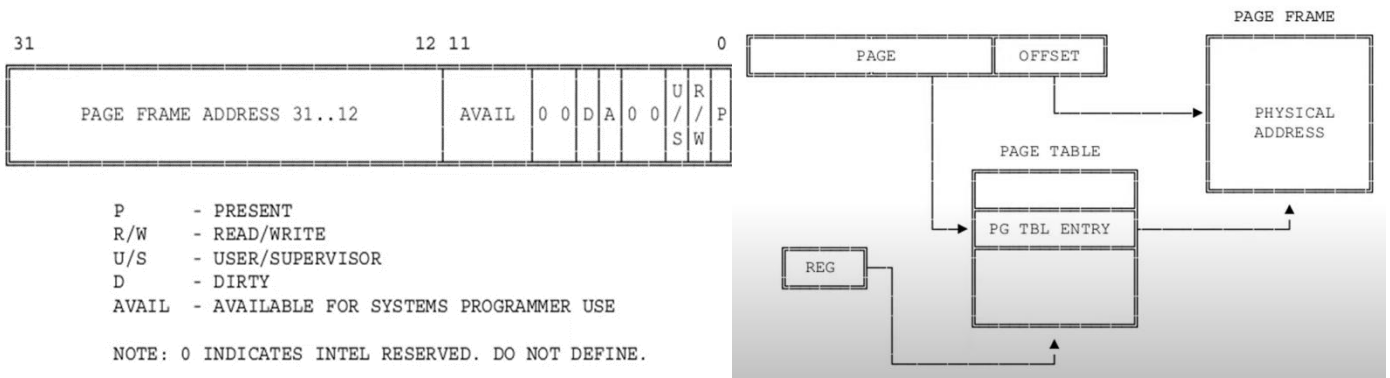 31 12 11 0
PAGE FRAME ADDRESS 31..12 AVAIL 0 0 D A 0 0 U/S R/W P
P - PRESENT
R/W - READ/WRITE
U/S - USER/SUPERVISOR
D - DIRTY
AVAIL - AVAILABLE FOR SYSTEMS PROGRAMMER USE
NOTE: 0 INDICATES INTEL RESERVED. DO NOT DEFINE.
PAGE FRAME
PAGE OFFSET
PHYSICAL
ADDRESS
PAGE TABLE
PG TBL ENTRY
REG